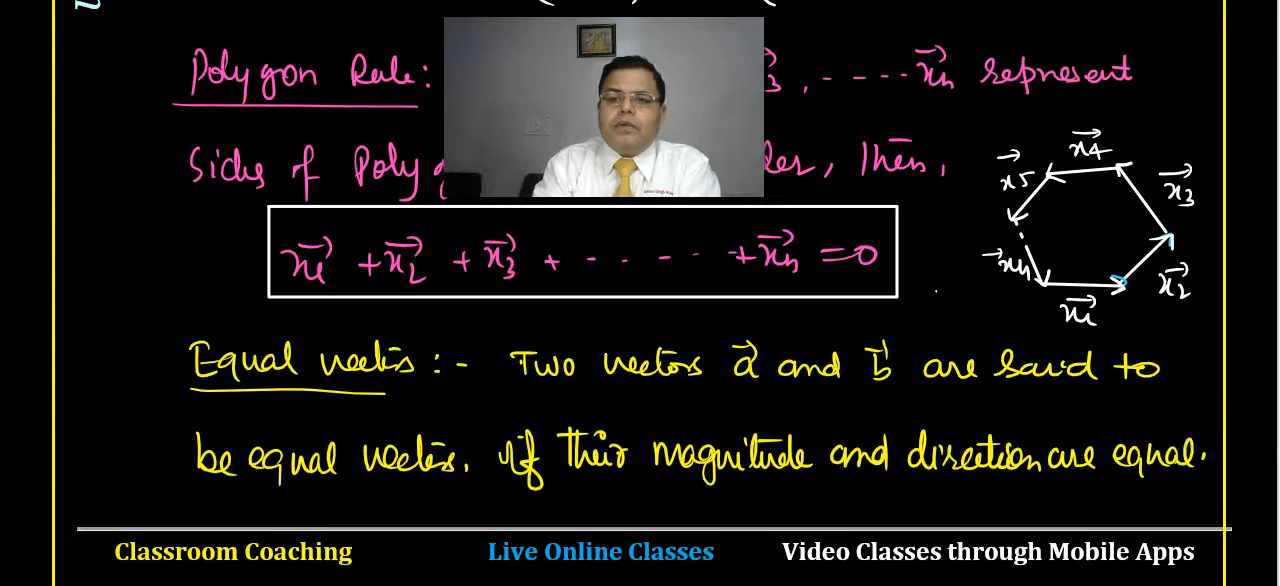 Polygon Rule: 3, ----- x⃗n represent
Sides of Poly er, then,
x⃗1 + x⃗2 + x⃗3 + ...... + x⃗n = 0
x⃗4
x⃗5
x⃗3
x⃗n
x⃗2
x⃗1
Equal vectors :- Two vectors a⃗ and b⃗ are said to
be equal vectors. if their magnitude and direction are equal.
Classroom Coaching Live Online Classes Video Classes through Mobile Apps